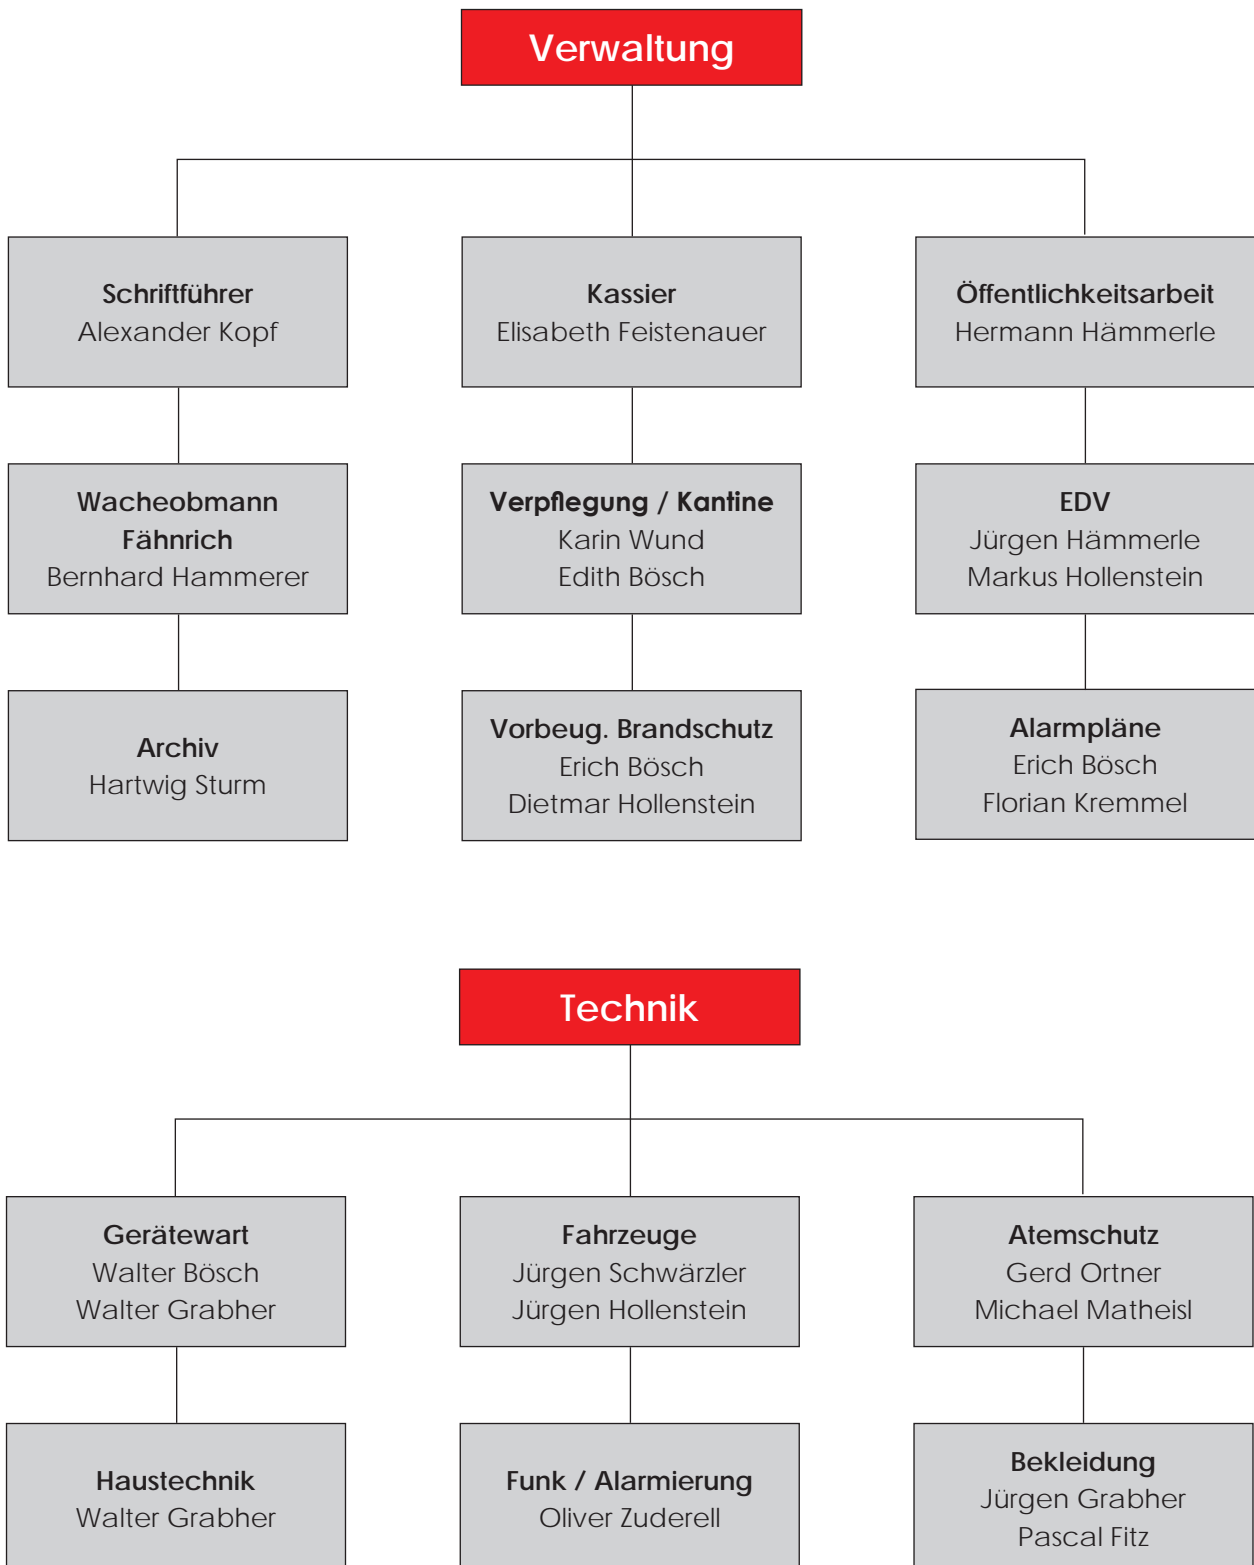 Verwaltung
Schriftführer
Alexander Kopf
Kassier
Elisabeth Feistenauer
Öffentlichkeitsarbeit
Hermann Hämmerle
Wacheobmann
Fähnrich
Bernhard Hammerer
Verpflegung / Kantine
Karin Wund
Edith Bösch
EDV
Jürgen Hämmerle
Markus Hollenstein
Archiv
Hartwig Sturm
Vorbeug. Brandschutz
Erich Bösch
Dietmar Hollenstein
Alarmpläne
Erich Bösch
Florian Kremmel
Technik
Gerätewart
Walter Bösch
Walter Grabher
Fahrzeuge
Jürgen Schwärzler
Jürgen Hollenstein
Atemschutz
Gerd Ortner
Michael Matheisl
Haustechnik
Walter Grabher
Funk / Alarmierung
Oliver Zuderell
Bekleidung
Jürgen Grabher
Pascal Fitz